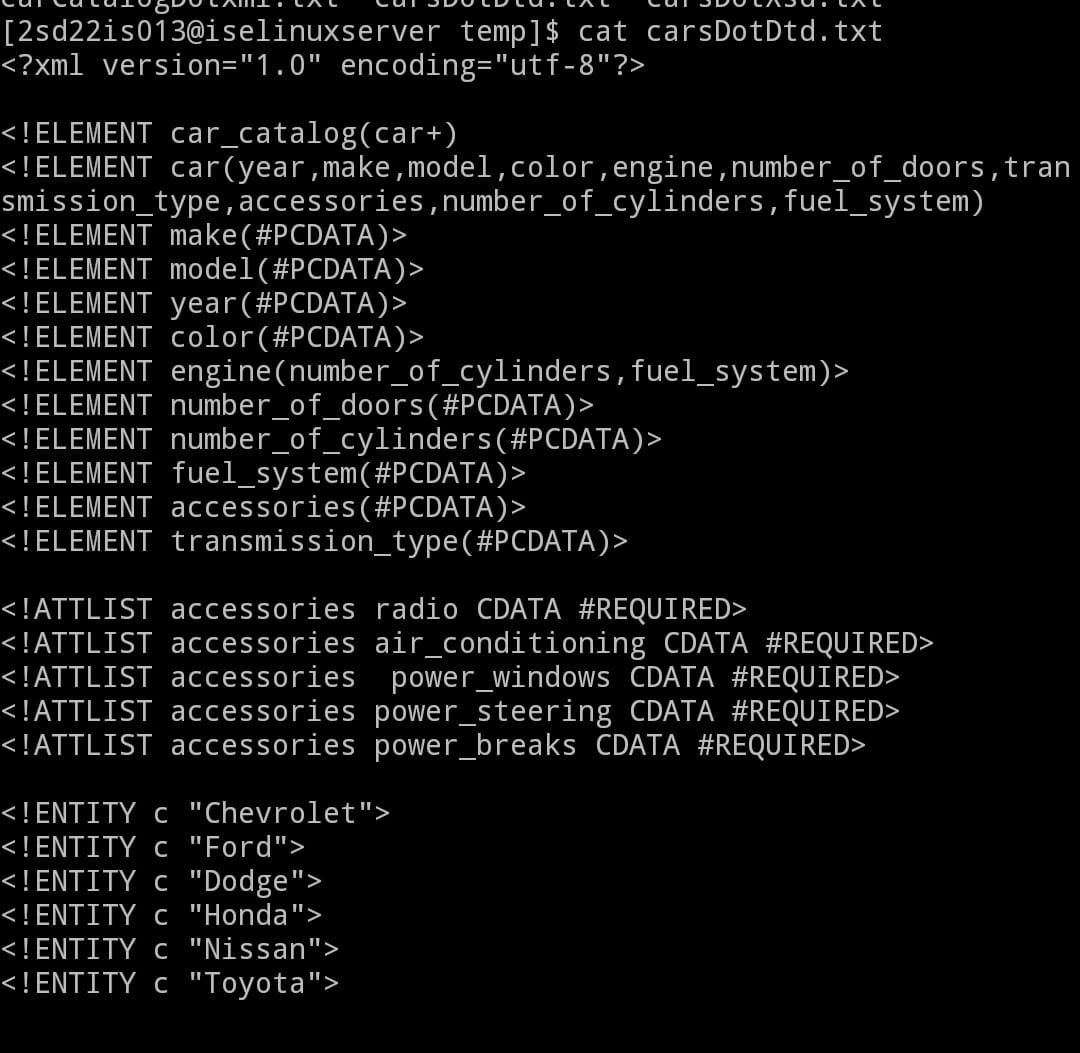 carCatalogDotxml.txt  carsDotDtd.txt  carsDotxsd.txt
[2sd22is013@iselinuxserver temp]$ cat carsDotDtd.txt
<?xml version="1.0" encoding="utf-8"?>
<!ELEMENT car_catalog(car+)
<!ELEMENT car(year,make,model,color,engine,number_of_doors,tran
smission_type,accessories,number_of_cylinders,fuel_system)
<!ELEMENT make(#PCDATA)>
<!ELEMENT model(#PCDATA)>
<!ELEMENT year(#PCDATA)>
<!ELEMENT color(#PCDATA)>
<!ELEMENT engine(number_of_cylinders,fuel_system)>
<!ELEMENT number_of_doors(#PCDATA)>
<!ELEMENT number_of_cylinders(#PCDATA)>
<!ELEMENT fuel_system(#PCDATA)>
<!ELEMENT accessories(#PCDATA)>
<!ELEMENT transmission_type(#PCDATA)>
<!ATTLIST accessories radio CDATA #REQUIRED>
<!ATTLIST accessories air_conditioning CDATA #REQUIRED>
<!ATTLIST accessories  power_windows CDATA #REQUIRED>
<!ATTLIST accessories power_steering CDATA #REQUIRED>
<!ATTLIST accessories power_breaks CDATA #REQUIRED>
<!ENTITY c "Chevrolet">
<!ENTITY c "Ford">
<!ENTITY c "Dodge">
<!ENTITY c "Honda">
<!ENTITY c "Nissan">
<!ENTITY c "Toyota">